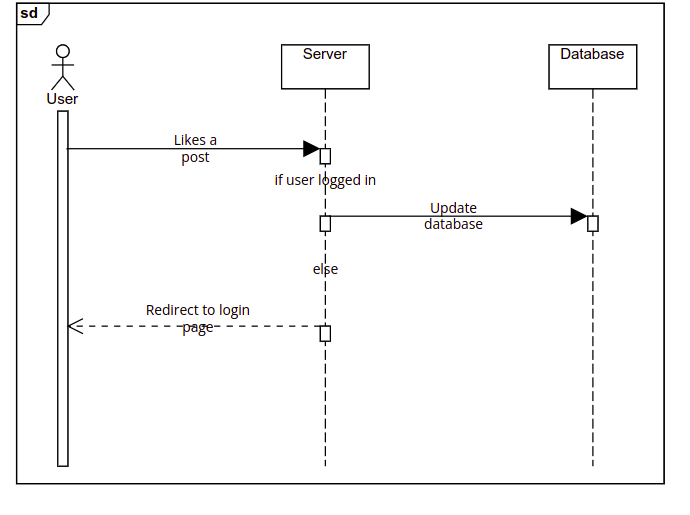 sd
User
Server
Database
Likes a
post
if user logged in
Update
database
else
Redirect to login
page